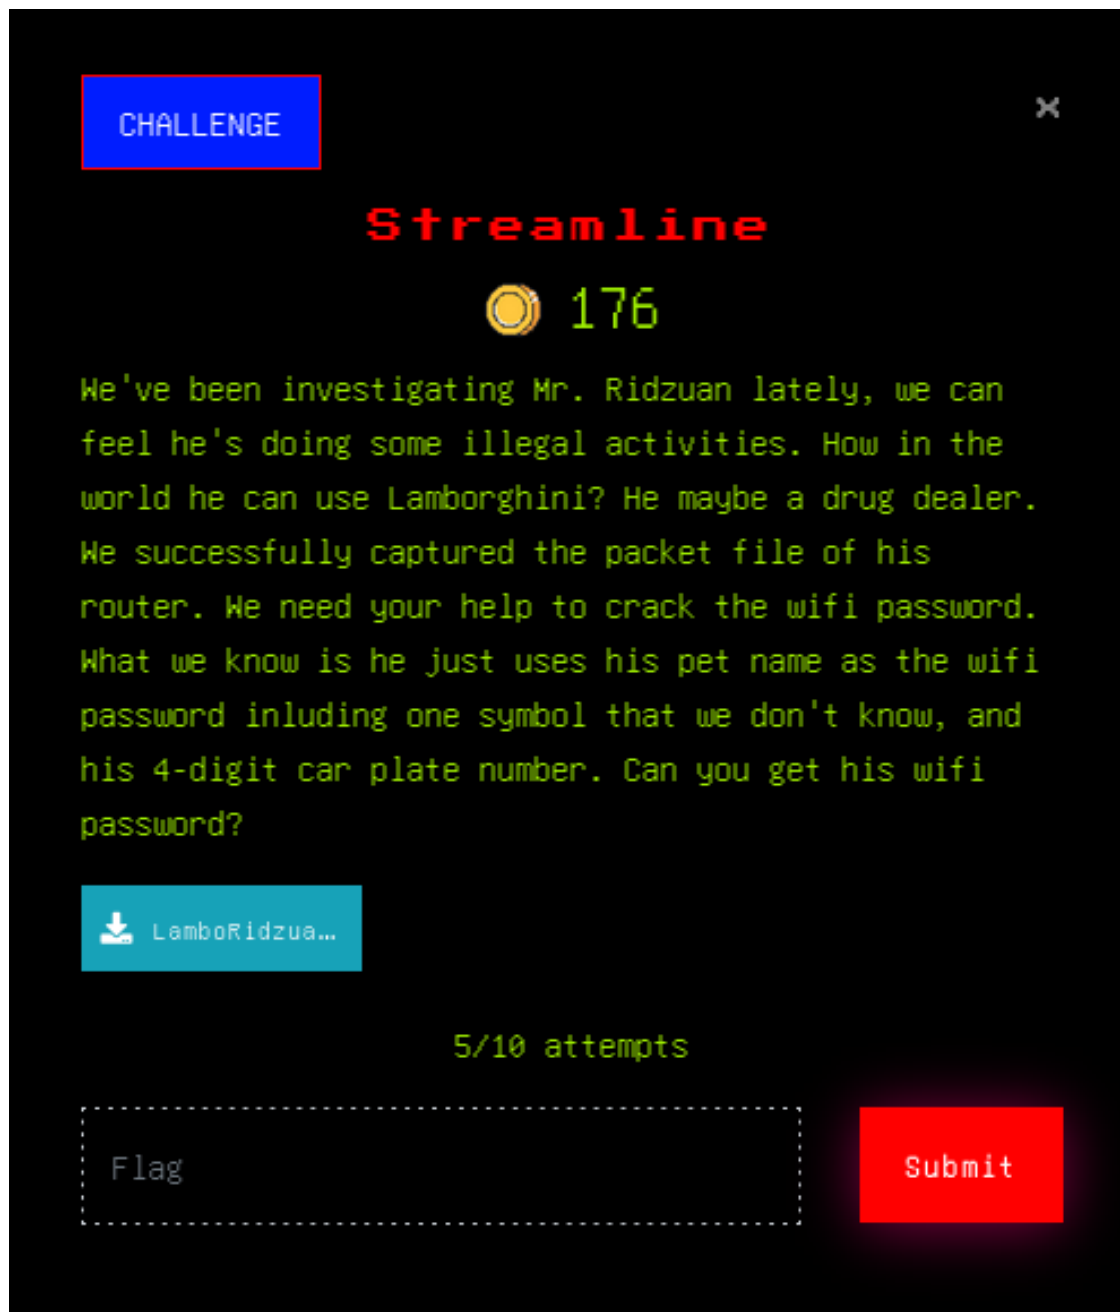 CHALLENGE
×
Streamline
176
We've been investigating Mr. Ridzuan lately, we can
feel he's doing some illegal activities. How in the
world he can use Lamborghini? He maybe a drug dealer.
We successfully captured the packet file of his
router. We need your help to crack the wifi password.
What we know is he just uses his pet name as the wifi
password inluding one symbol that we don't know, and
his 4-digit car plate number. Can you get his wifi
password?
LamboRidzua…
5/10 attempts
Flag
Submit